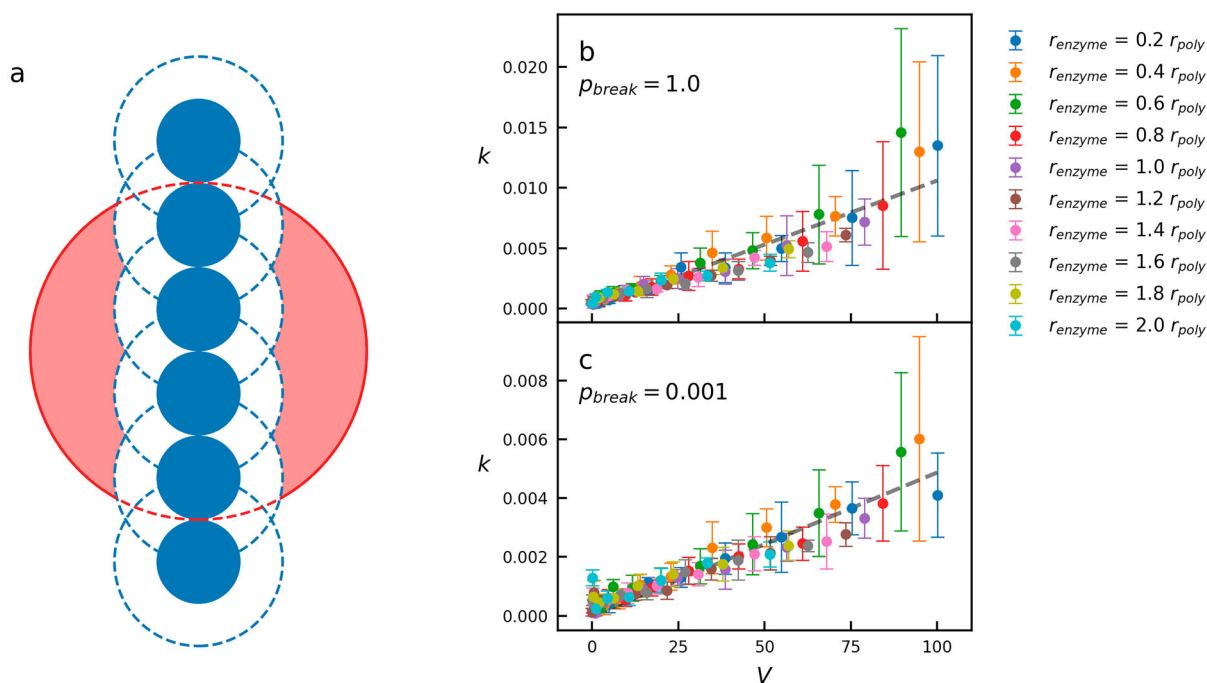 a
b
p_break = 1.0
k
0.020
0.015
0.010
0.005
0.000
c
p_break = 0.001
k
0.008
0.006
0.004
0.002
0.000
0 25 50 75 100
V
r_enzyme = 0.2 r_poly
r_enzyme = 0.4 r_poly
r_enzyme = 0.6 r_poly
r_enzyme = 0.8 r_poly
r_enzyme = 1.0 r_poly
r_enzyme = 1.2 r_poly
r_enzyme = 1.4 r_poly
r_enzyme = 1.6 r_poly
r_enzyme = 1.8 r_poly
r_enzyme = 2.0 r_poly